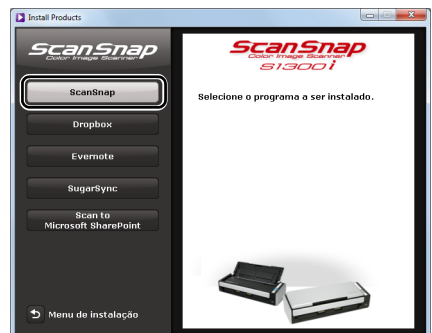 Install Products
ScanSnap
Color Image Scanner
ScanSnap
Dropbox
Evernote
SugarSync
Scan to
Microsoft SharePoint
Menu de instalação
ScanSnap
Color Image Scanner
S1300i
Selecione o programa a ser instalado.